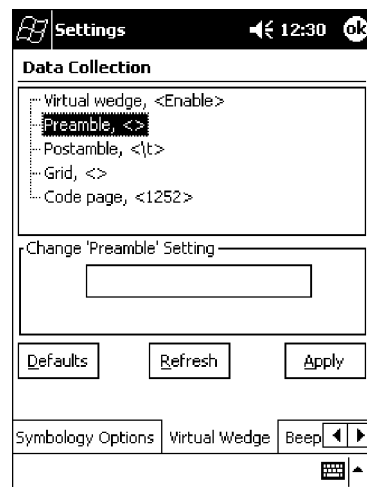 Settings 12:30 ok
Data Collection
Virtual wedge, <Enable>
Preamble, <>
Postamble, <\t>
Grid, <>
Code page, <1252>
Change 'Preamble' Setting
Defaults Refresh Apply
Symbology Options Virtual Wedge Beep